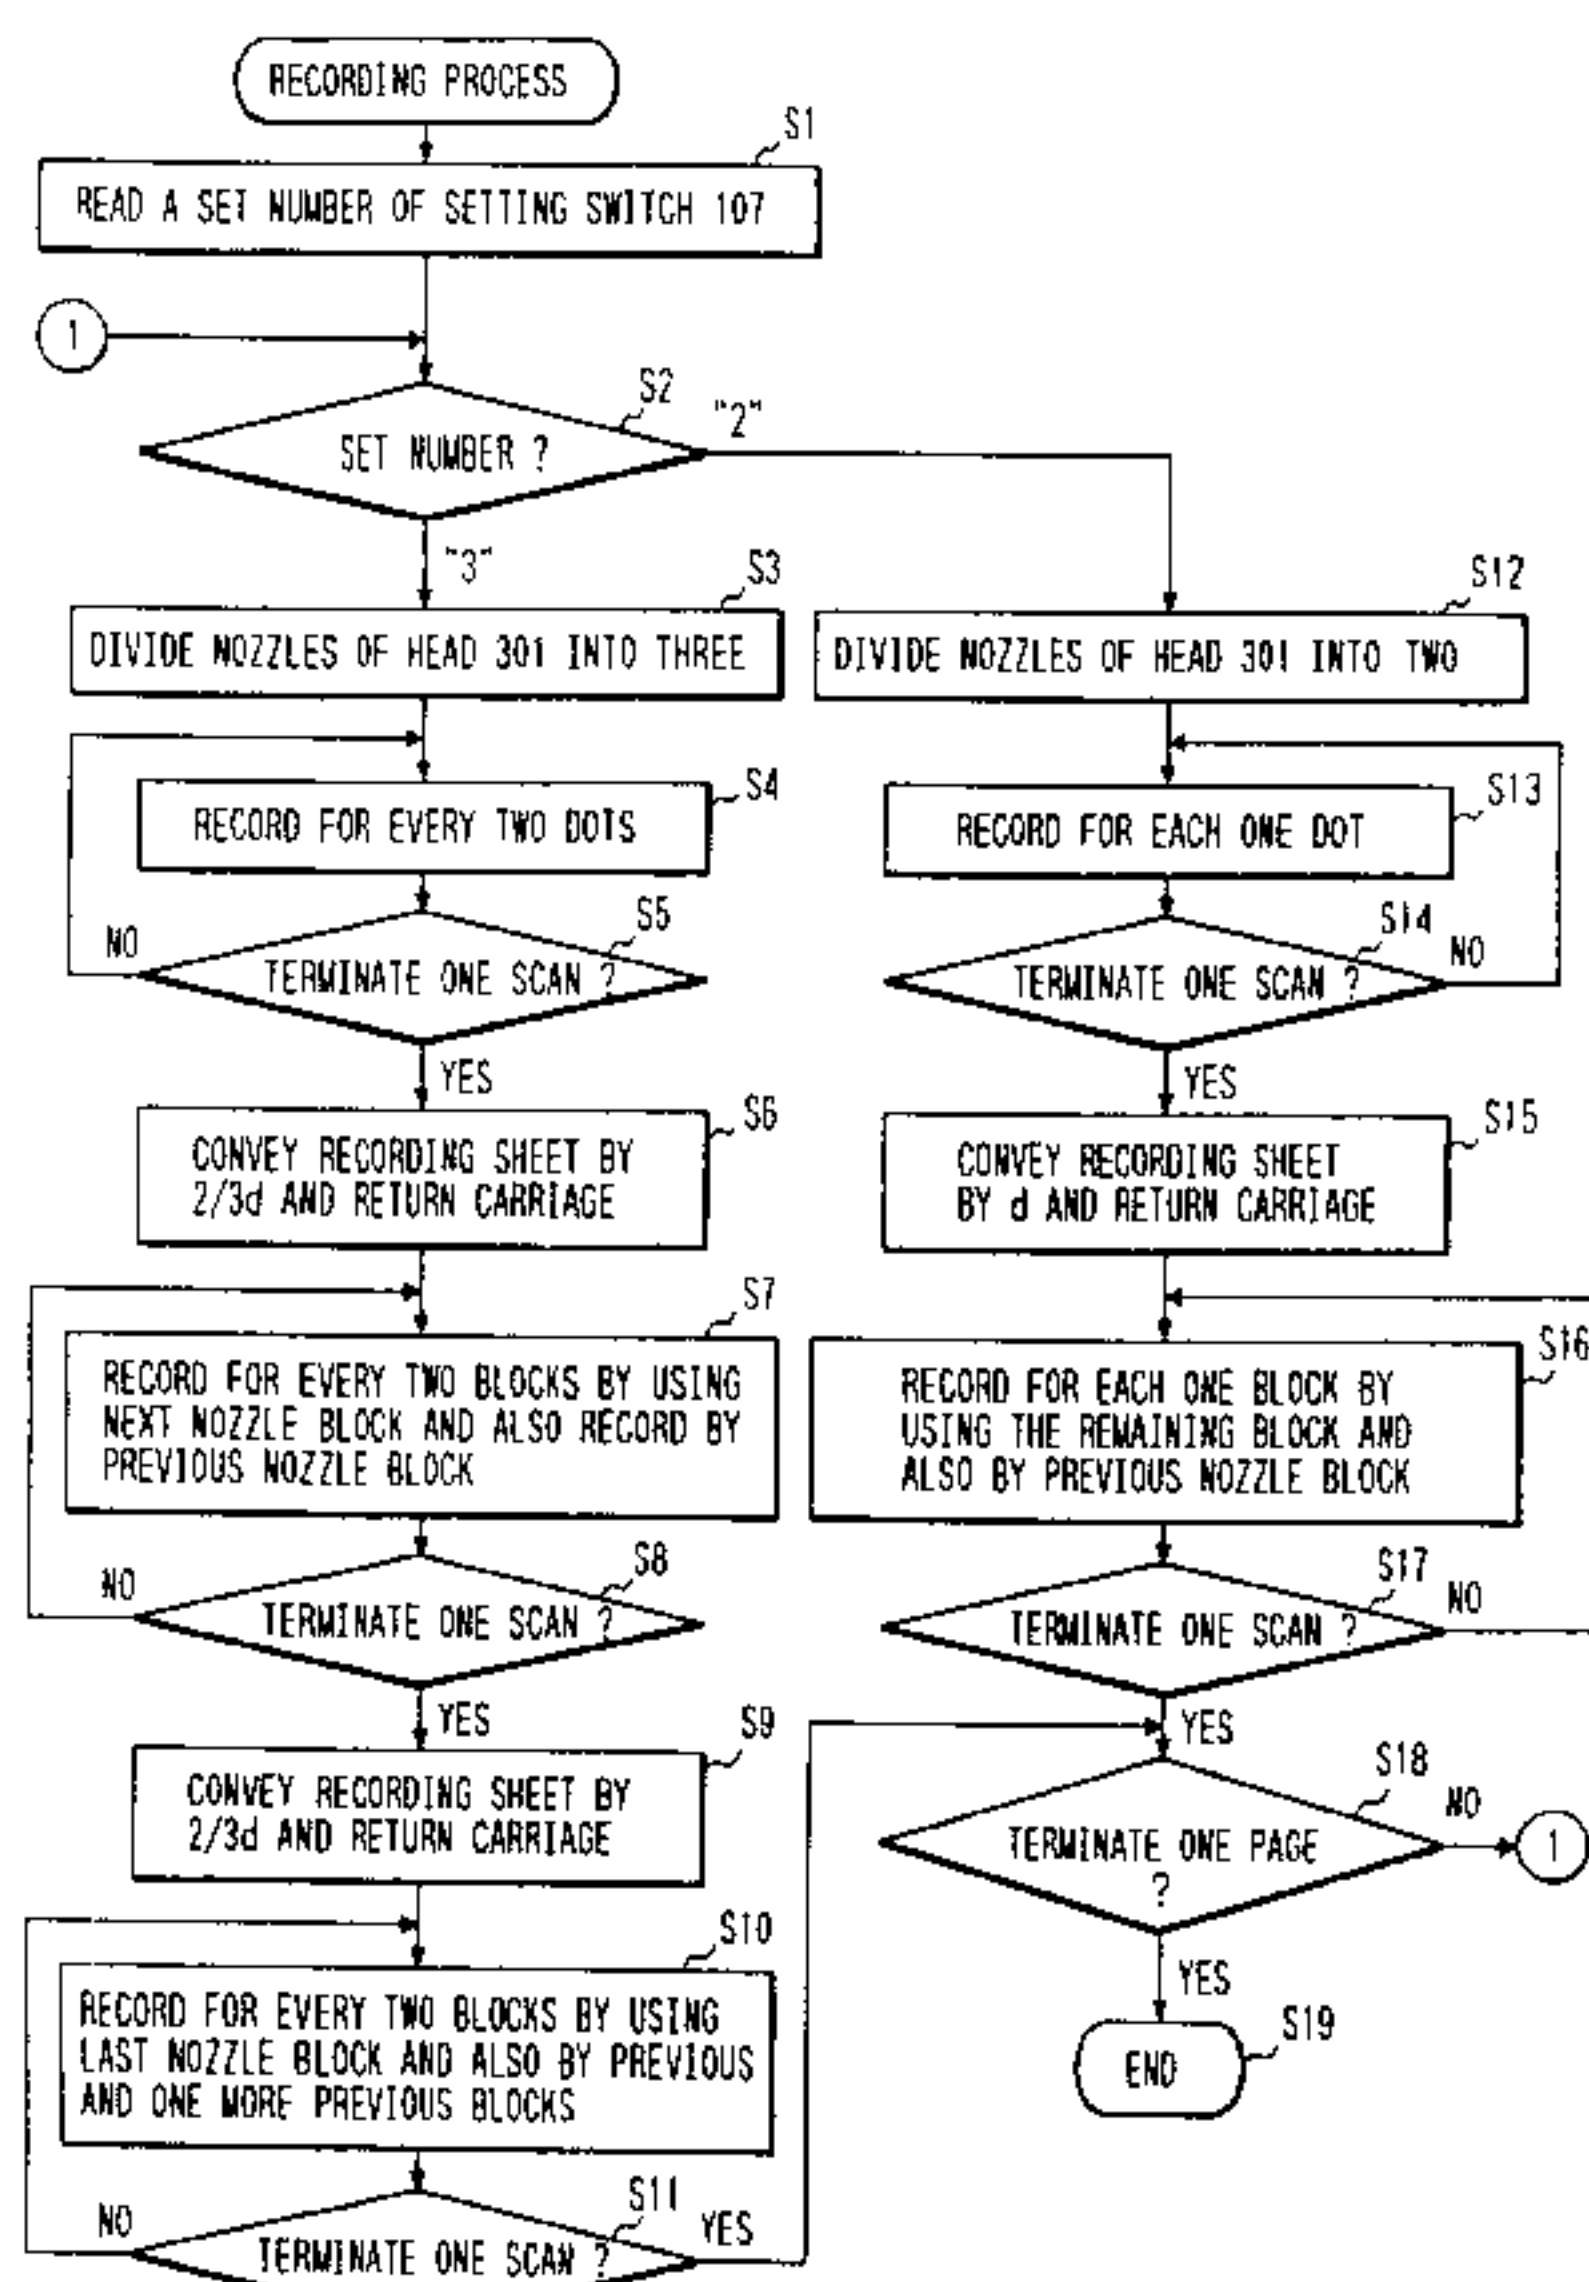 RECORDING PROCESS
S1
READ A SET NUMBER OF SETTING SWITCH 107
1
S2
SET NUMBER ?
"2"
"3"
S3
DIVIDE NOZZLES OF HEAD 301 INTO THREE
S12
DIVIDE NOZZLES OF HEAD 301 INTO TWO
S4
RECORD FOR EVERY TWO DOTS
S13
RECORD FOR EACH ONE DOT
S5
NO
TERMINATE ONE SCAN ?
YES
S14
NO
TERMINATE ONE SCAN ?
YES
S6
CONVEY RECORDING SHEET BY
2/3d AND RETURN CARRIAGE
S15
CONVEY RECORDING SHEET
BY d AND RETURN CARRIAGE
S7
RECORD FOR EVERY TWO BLOCKS BY USING
NEXT NOZZLE BLOCK AND ALSO RECORD BY
PREVIOUS NOZZLE BLOCK
S16
RECORD FOR EACH ONE BLOCK BY
USING THE REMAINING BLOCK AND
ALSO BY PREVIOUS NOZZLE BLOCK
S8
NO
TERMINATE ONE SCAN ?
YES
S17
NO
TERMINATE ONE SCAN ?
YES
S9
CONVEY RECORDING SHEET BY
2/3d AND RETURN CARRIAGE
S18
NO
TERMINATE ONE PAGE
?
1
YES
S10
RECORD FOR EVERY TWO BLOCKS BY USING
LAST NOZZLE BLOCK AND ALSO BY PREVIOUS
AND ONE MORE PREVIOUS BLOCKS
S19
END
S11
NO
TERMINATE ONE SCAN ?
YES